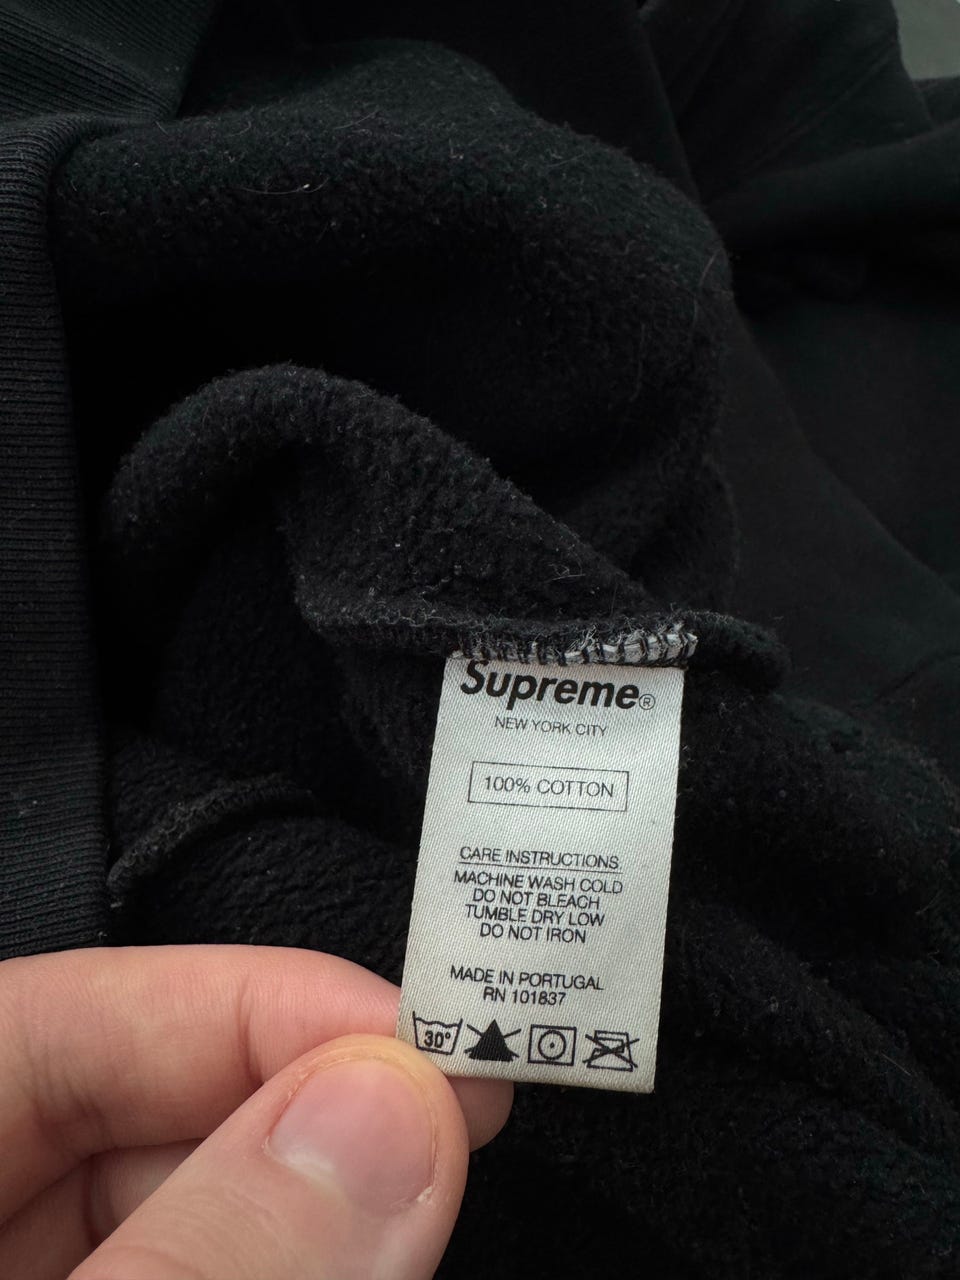 Supreme®
NEW YORK CITY
100% COTTON
CARE INSTRUCTIONS
MACHINE WASH COLD
DO NOT BLEACH
TUMBLE DRY LOW
DO NOT IRON
MADE IN PORTUGAL
RN 101837
30°